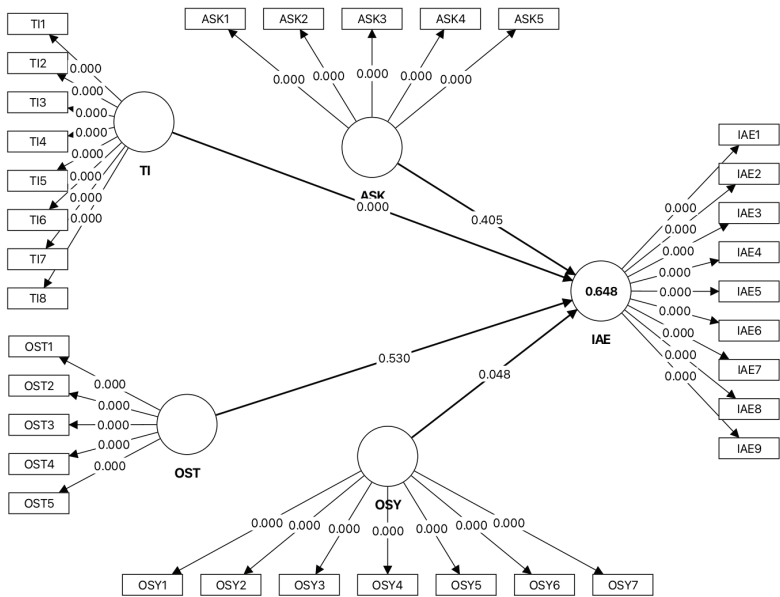 TI1
TI2
TI3
TI4
TI5
TI6
TI7
TI8
0.000
0.000
0.000
0.000
0.000
0.000
0.000
0.000
TI
ASK1
ASK2
ASK3
ASK4
ASK5
0.000
0.000
0.000
0.000
0.000
ASK
0.000
0.405
IAE1
IAE2
IAE3
IAE4
IAE5
IAE6
IAE7
IAE8
IAE9
0.000
0.000
0.000
0.000
0.000
0.000
0.000
0.000
0.000
0.648
IAE
OST1
OST2
OST3
OST4
OST5
0.000
0.000
0.000
0.000
0.000
OST
0.530
0.048
OSY
0.000
0.000
0.000
0.000
0.000
0.000
0.000
OSY1
OSY2
OSY3
OSY4
OSY5
OSY6
OSY7